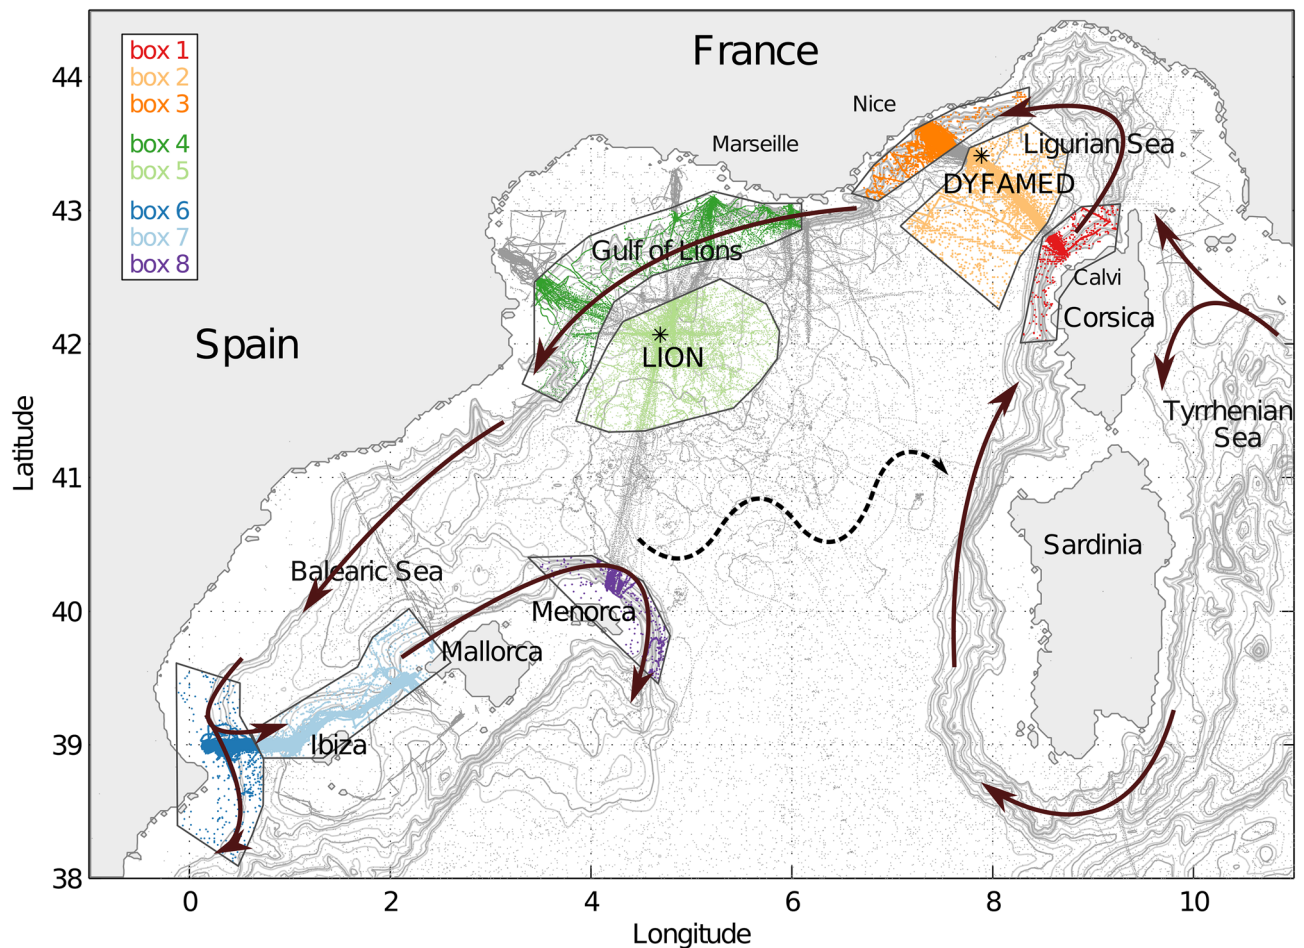 France
box 1
box 2
box 3
box 4
box 5
box 6
box 7
box 8
44
Nice
Marseille
Ligurian Sea
DYFAMED
43
Gulf of Lions
Calvi
Corsica
Spain
42
LION
Tyrrhenian
Sea
Latitude
41
Sardinia
Balearic Sea
40
Menorca
Mallorca
39
Ibiza
38
0
2
4
6
8
10
Longitude